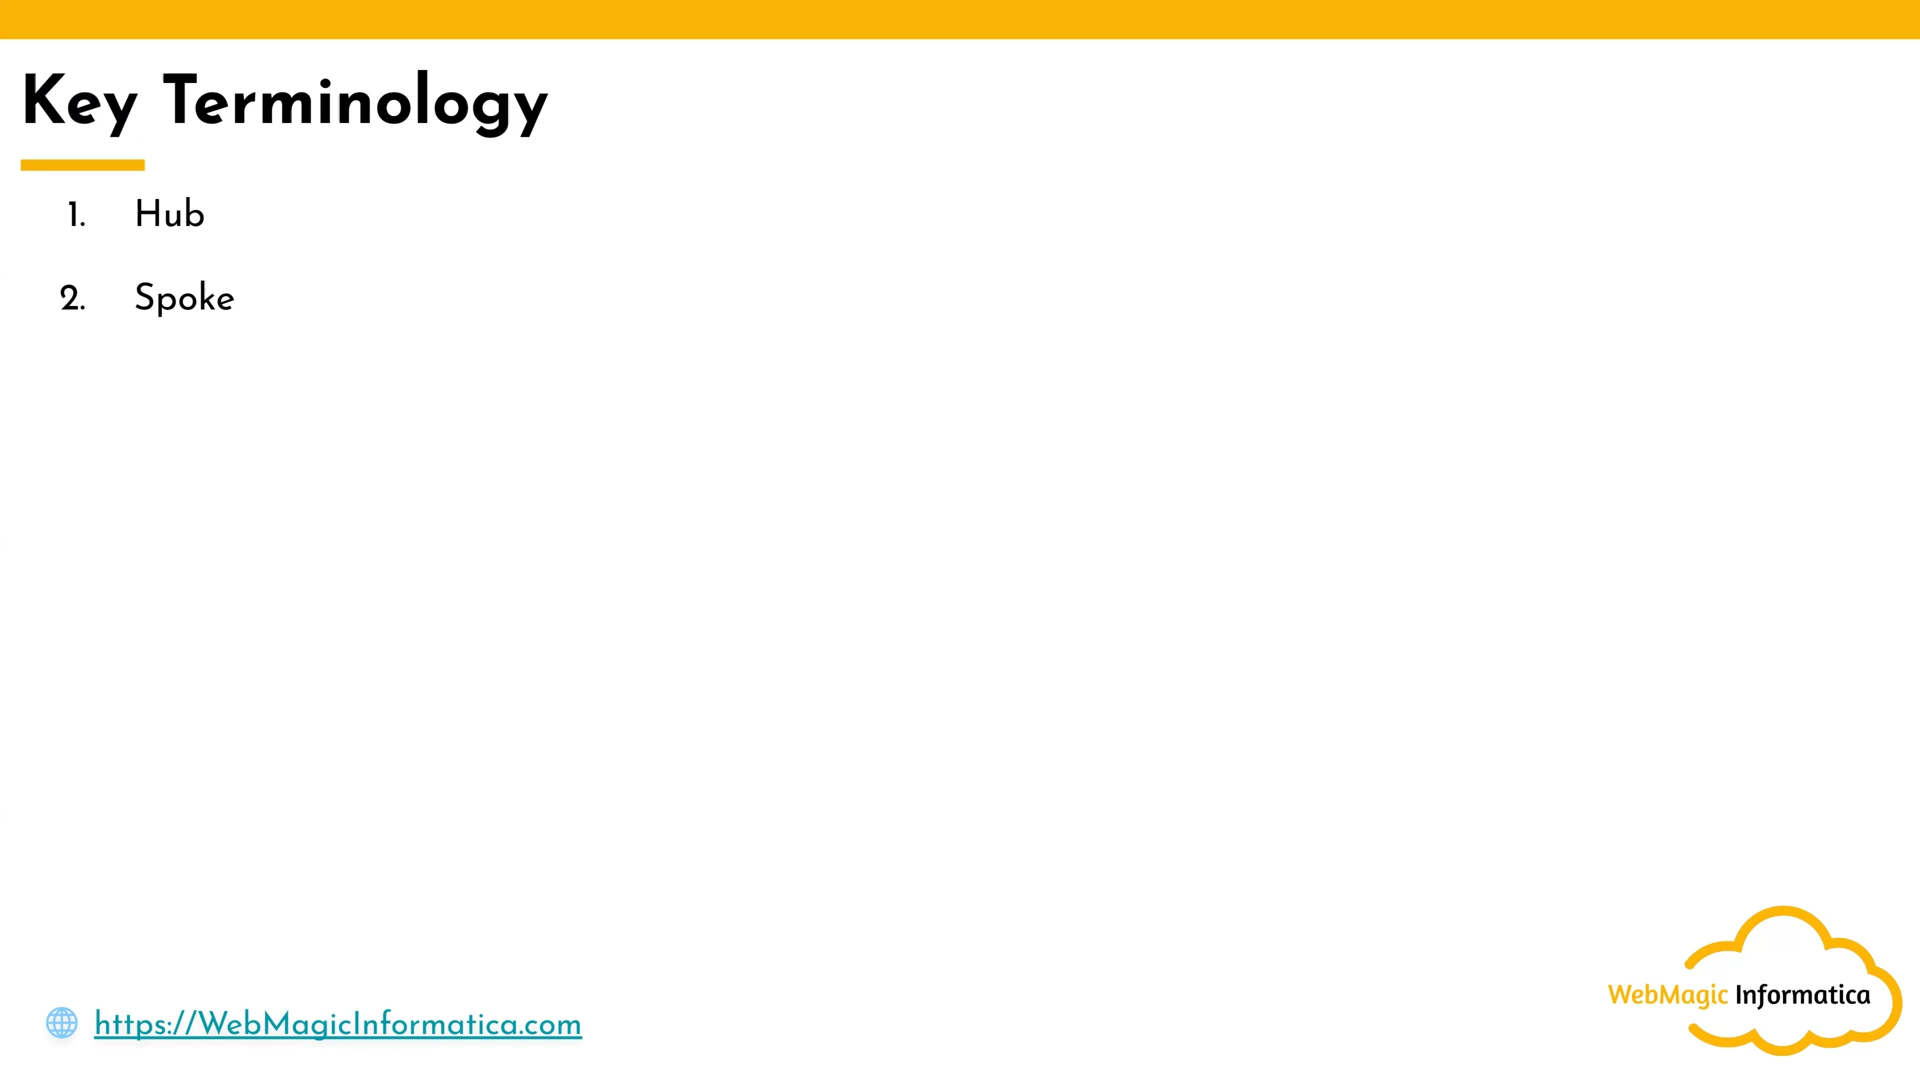 Key Terminology
1. Hub
2. Spoke
https://WebMagicInformatica.com
WebMagic Informatica